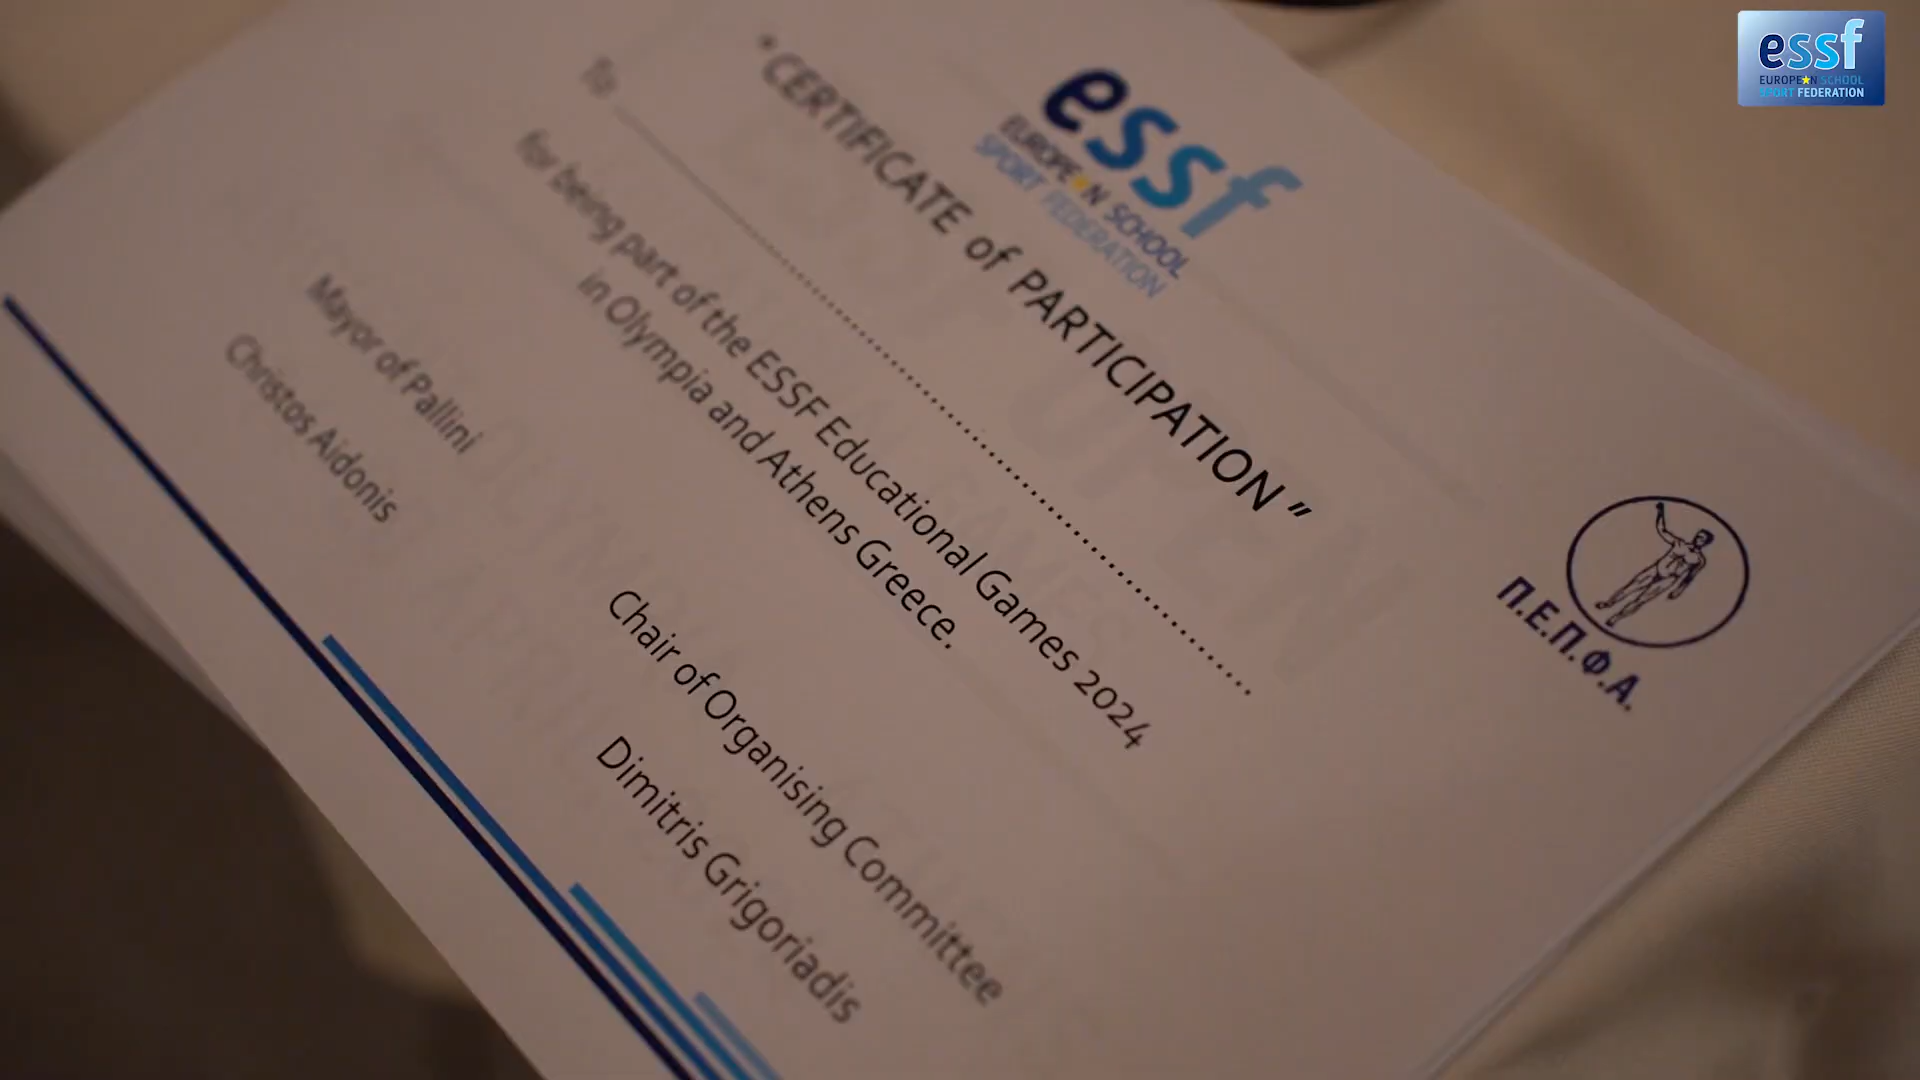 essf
EUROPEAN SCHOOL
SPORT FEDERATION
"CERTIFICATE of PARTICIPATION"
To
for being part of the ESSF Educational Games 2024
in Olympia and Athens Greece.
Mayor of Pallini
Christos Aidonis
Chair of Organising Committee
Dimitris Grigoriadis
Π.Ε.Π.Φ.Α.
essf
EUROPEAN SCHOOL
SPORT FEDERATION